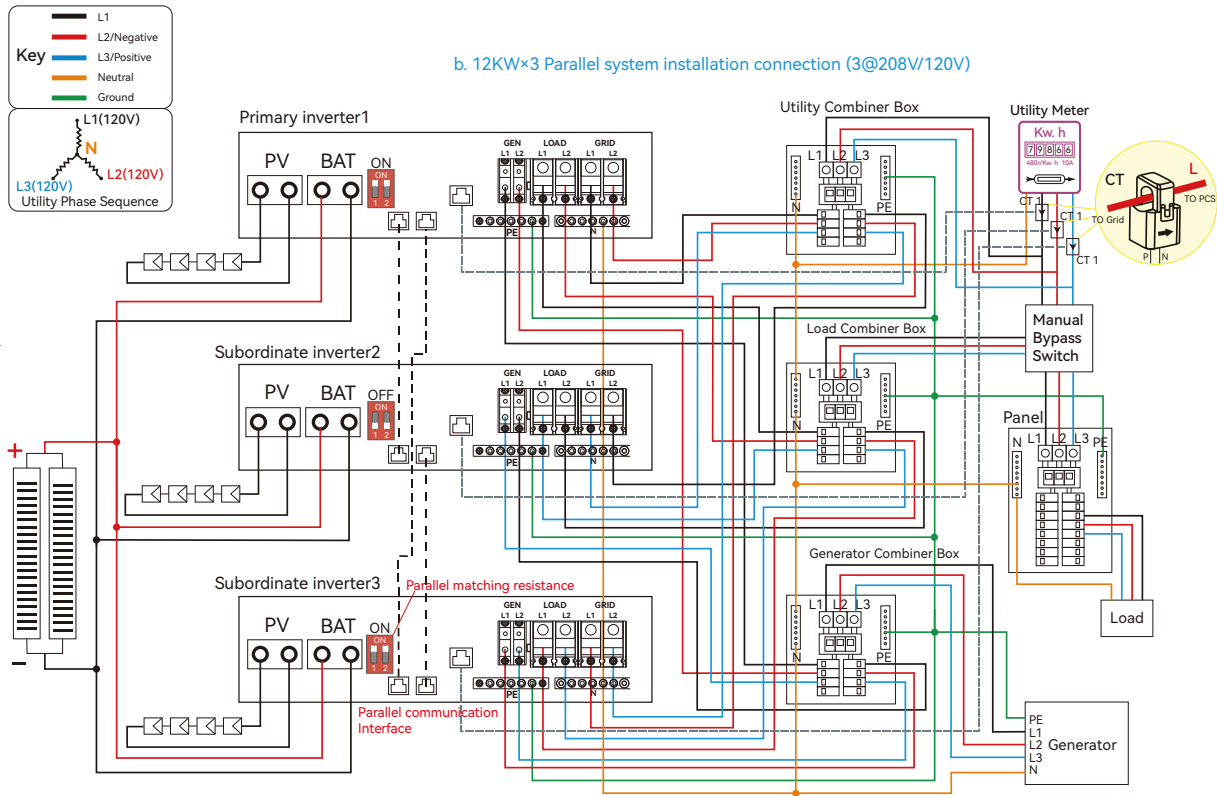 Key
L1
L2/Negative
L3/Positive
Neutral
Ground
L1(120V)
N
L3(120V)
L2(120V)
Utility Phase Sequence
b. 12KW×3 Parallel system installation connection (3@208V/120V)
Primary inverter1
PV
BAT
ON
ON
1 2
GEN LOAD GRID
L1 L2 L1 L2 L1 L2
PE
N
Utility Combiner Box
L1 L2 L3
N
PE
Utility Meter
Kw. h
79866
480r/Kw. h 10A
CT 1
CT 1
CT 1
CT
L
TO PCS
TO Grid
P N
Manual
Bypass
Switch
Subordinate inverter2
PV
BAT
OFF
ON
1 2
GEN LOAD GRID
L1 L2 L1 L2 L1 L2
PE
N
Load Combiner Box
L1 L2 L3
N
PE
Panel
N L1 L2 L3 PE
Load
+
−
Subordinate inverter3
Parallel matching resistance
PV
BAT
ON
ON
1 2
GEN LOAD GRID
L1 L2 L1 L2 L1 L2
PE
N
Parallel communication
Interface
Generator Combiner Box
L1 L2 L3
N
PE
PE
L1
L2
L3
N
Generator